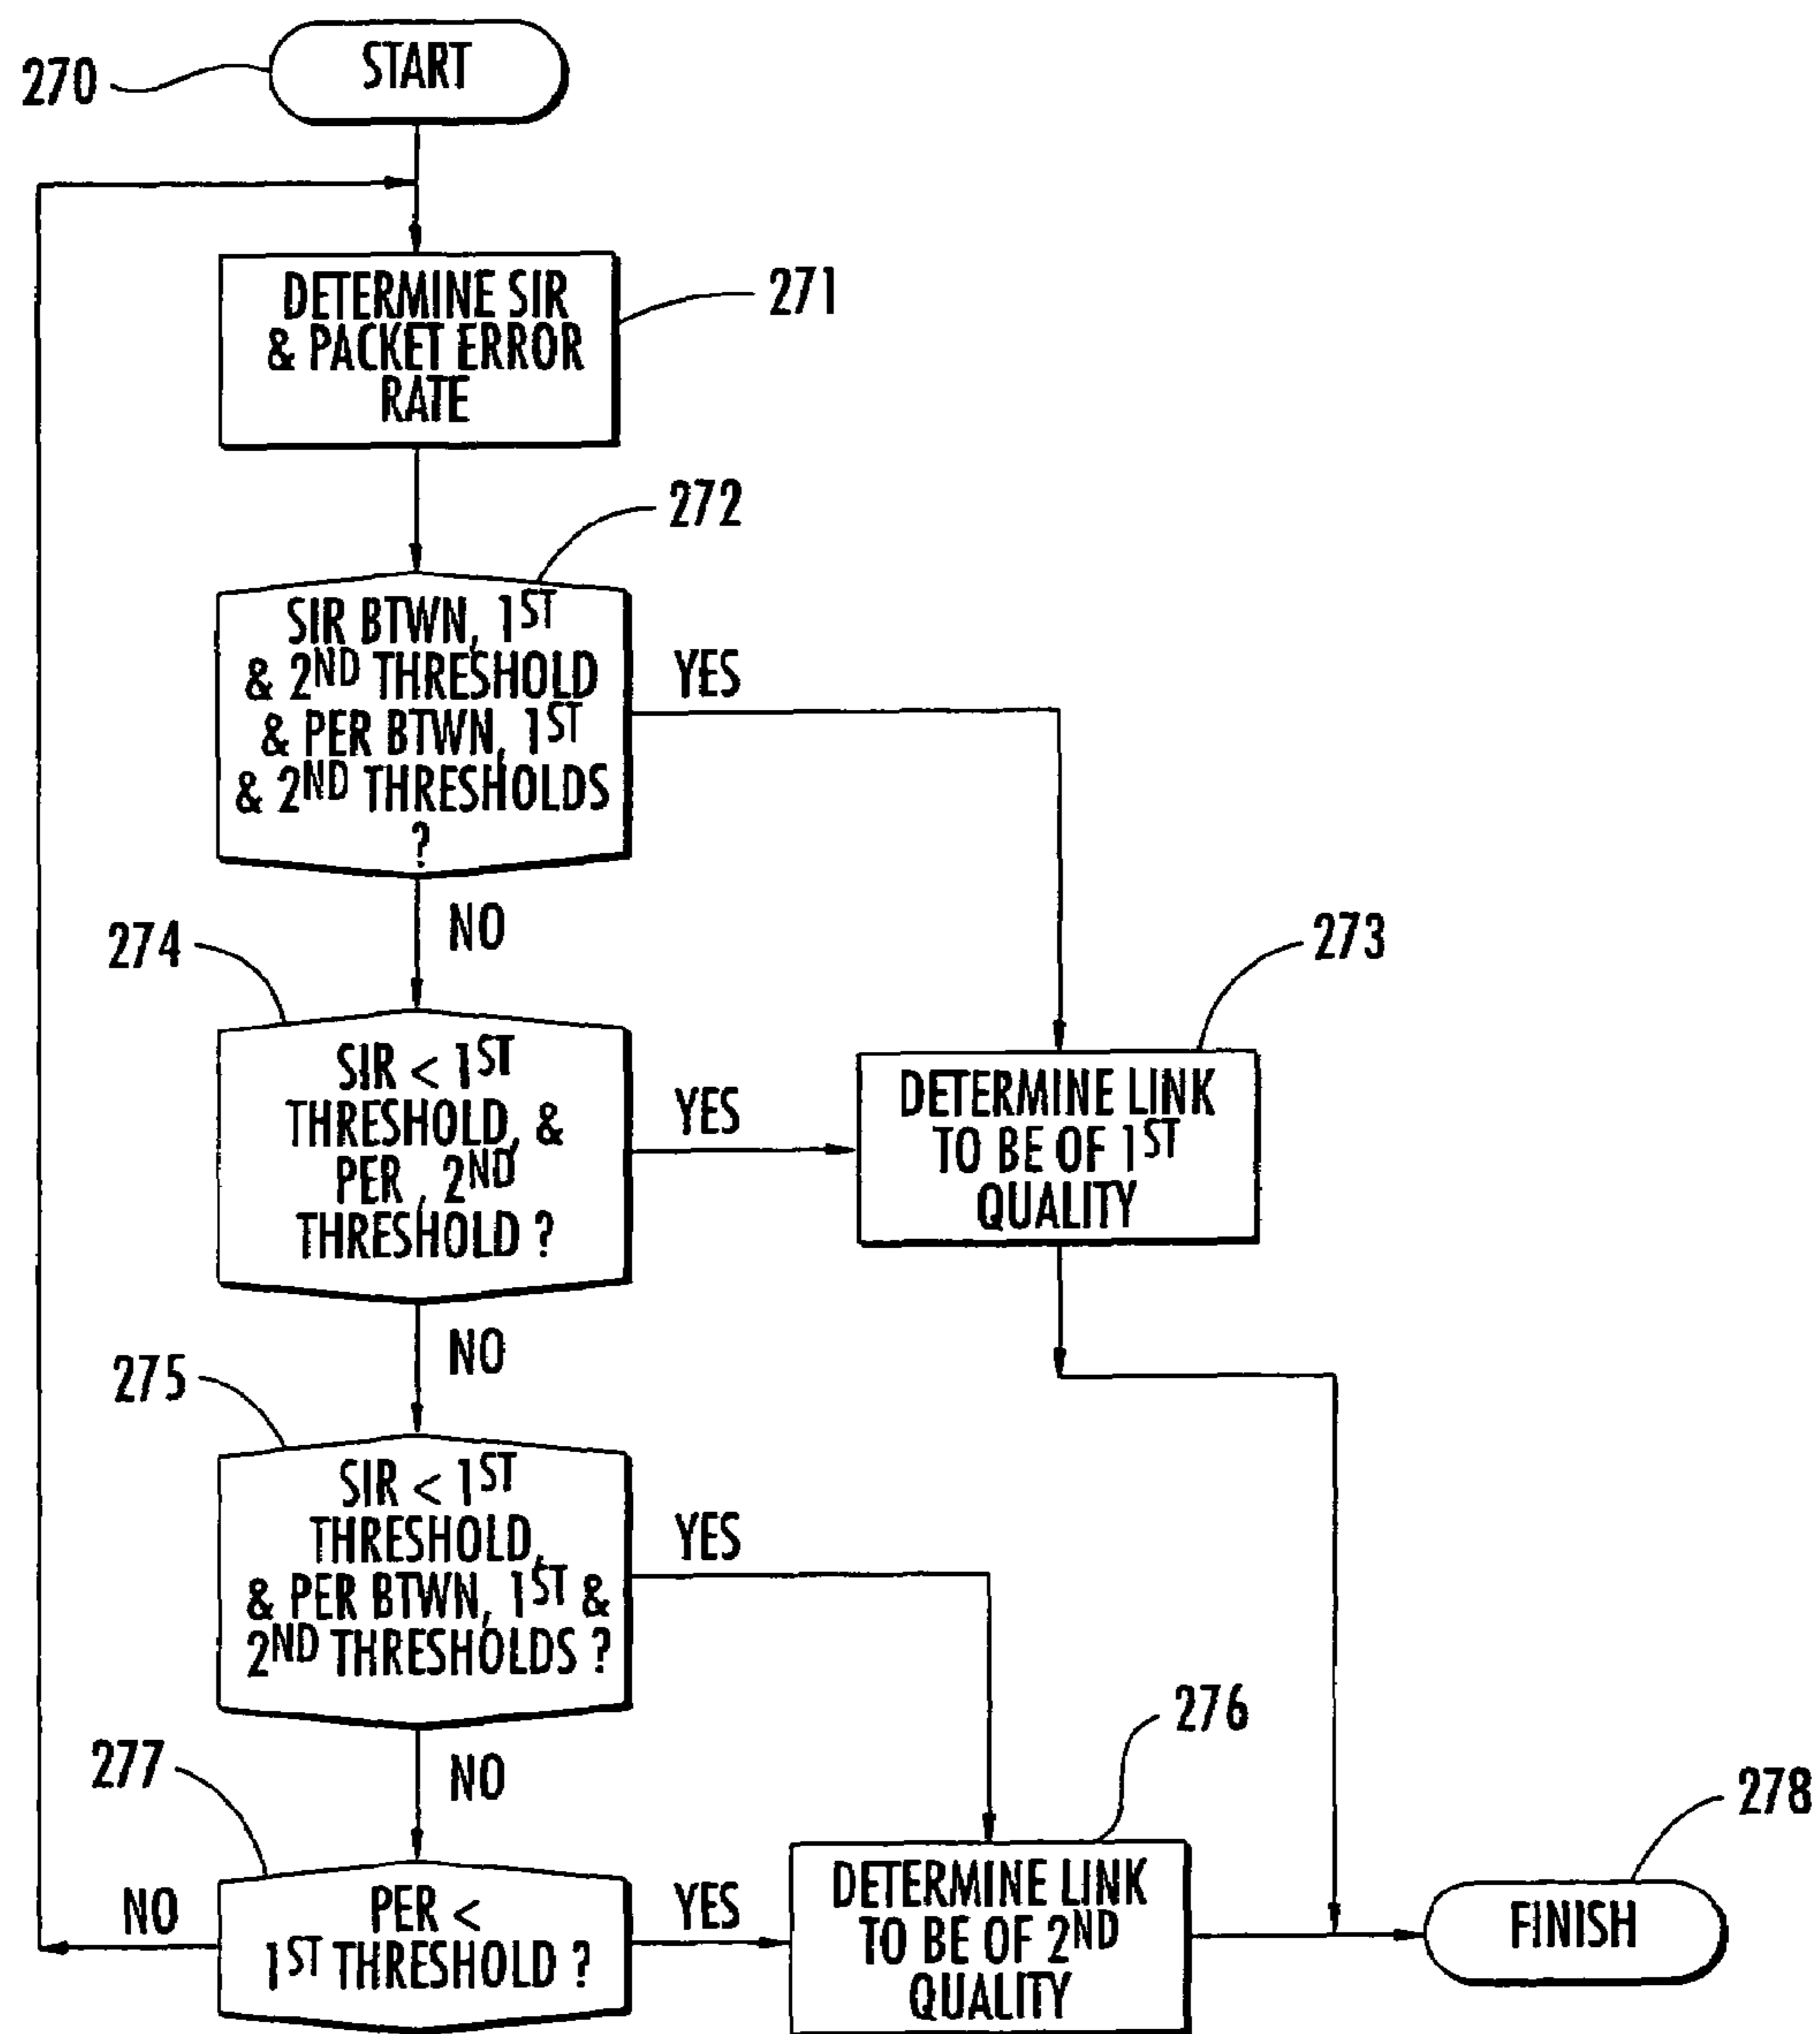 270
START
DETERMINE SIR
& PACKET ERROR
RATE
271
272
SIR BTWN, 1ST
& 2ND THRESHOLD
& PER BTWN, 1ST
& 2ND THRESHOLDS
?
YES
NO
274
273
SIR < 1ST
THRESHOLD, &
PER , 2ND
THRESHOLD ?
YES
DETERMINE LINK
TO BE OF 1ST
QUALITY
NO
275
SIR < 1ST
THRESHOLD,
& PER BTWN, 1ST &
2ND THRESHOLDS ?
YES
276
NO
277
278
NO
PER <
1ST THRESHOLD ?
YES
DETERMINE LINK
TO BE OF 2ND
QUALITY
FINISH